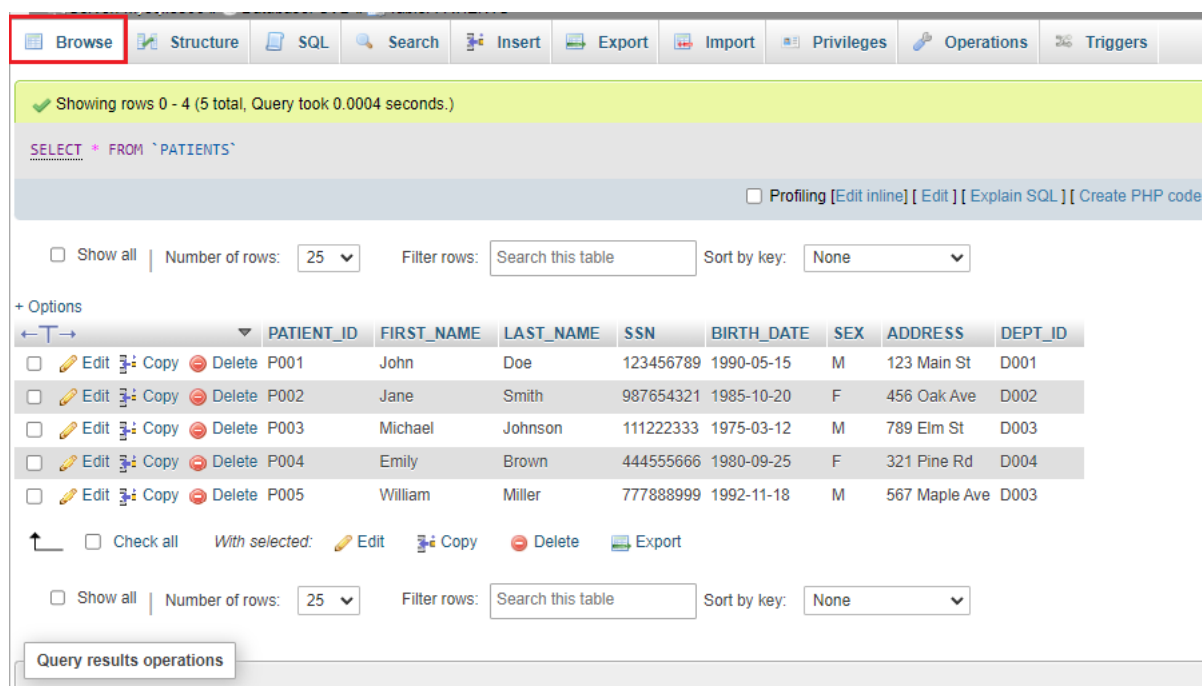 Browse Structure SQL Search Insert Export Import Privileges Operations Triggers
Showing rows 0 - 4 (5 total, Query took 0.0004 seconds.)
SELECT * FROM `PATIENTS`
Profiling [Edit inline] [ Edit ] [ Explain SQL ] [ Create PHP code
Show all | Number of rows: 25 Filter rows: Search this table Sort by key: None
+ Options
←T→ PATIENT_ID FIRST_NAME LAST_NAME SSN BIRTH_DATE SEX ADDRESS DEPT_ID
Edit Copy Delete P001 John Doe 123456789 1990-05-15 M 123 Main St D001
Edit Copy Delete P002 Jane Smith 987654321 1985-10-20 F 456 Oak Ave D002
Edit Copy Delete P003 Michael Johnson 111222333 1975-03-12 M 789 Elm St D003
Edit Copy Delete P004 Emily Brown 444555666 1980-09-25 F 321 Pine Rd D004
Edit Copy Delete P005 William Miller 777888999 1992-11-18 M 567 Maple Ave D003
Check all With selected: Edit Copy Delete Export
Show all | Number of rows: 25 Filter rows: Search this table Sort by key: None
Query results operations